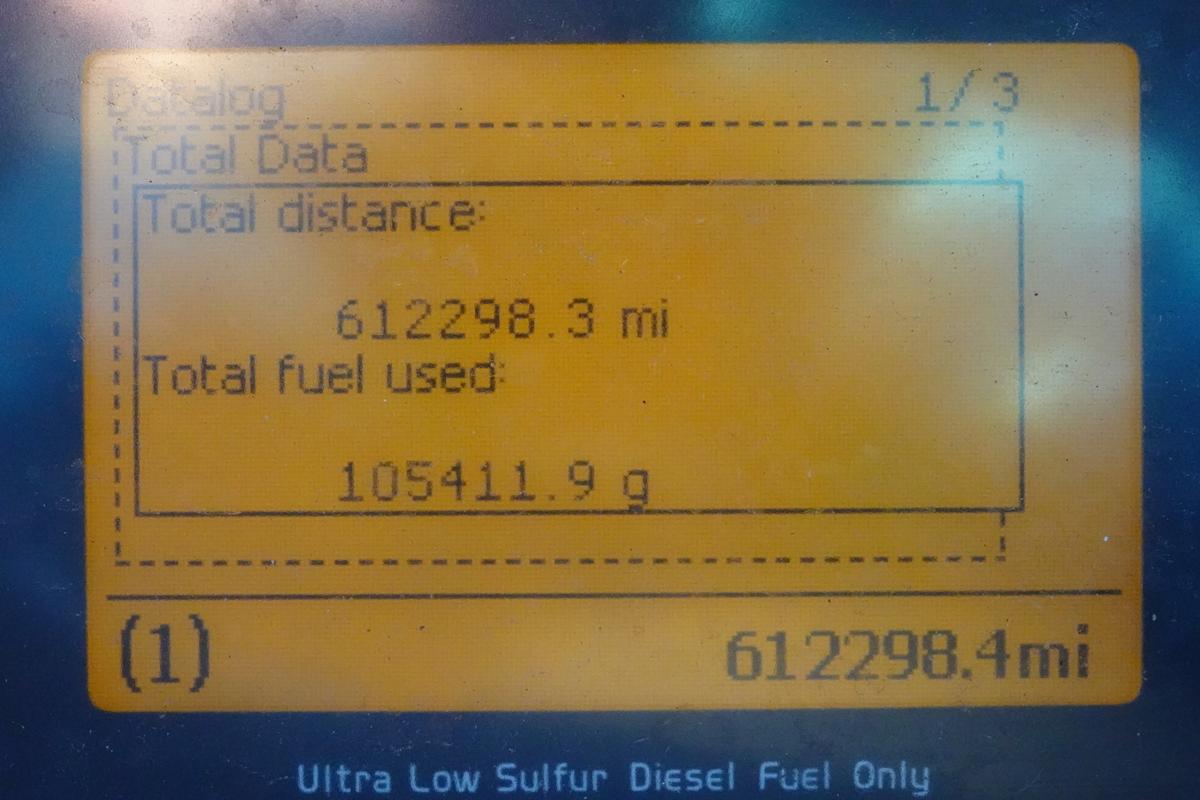 Datalog 1/3
Total Data
Total distance:
612298.3 mi
Total fuel used:
105411.9 g
(1) 612298.4mi
Ultra Low Sulfur Diesel Fuel Only